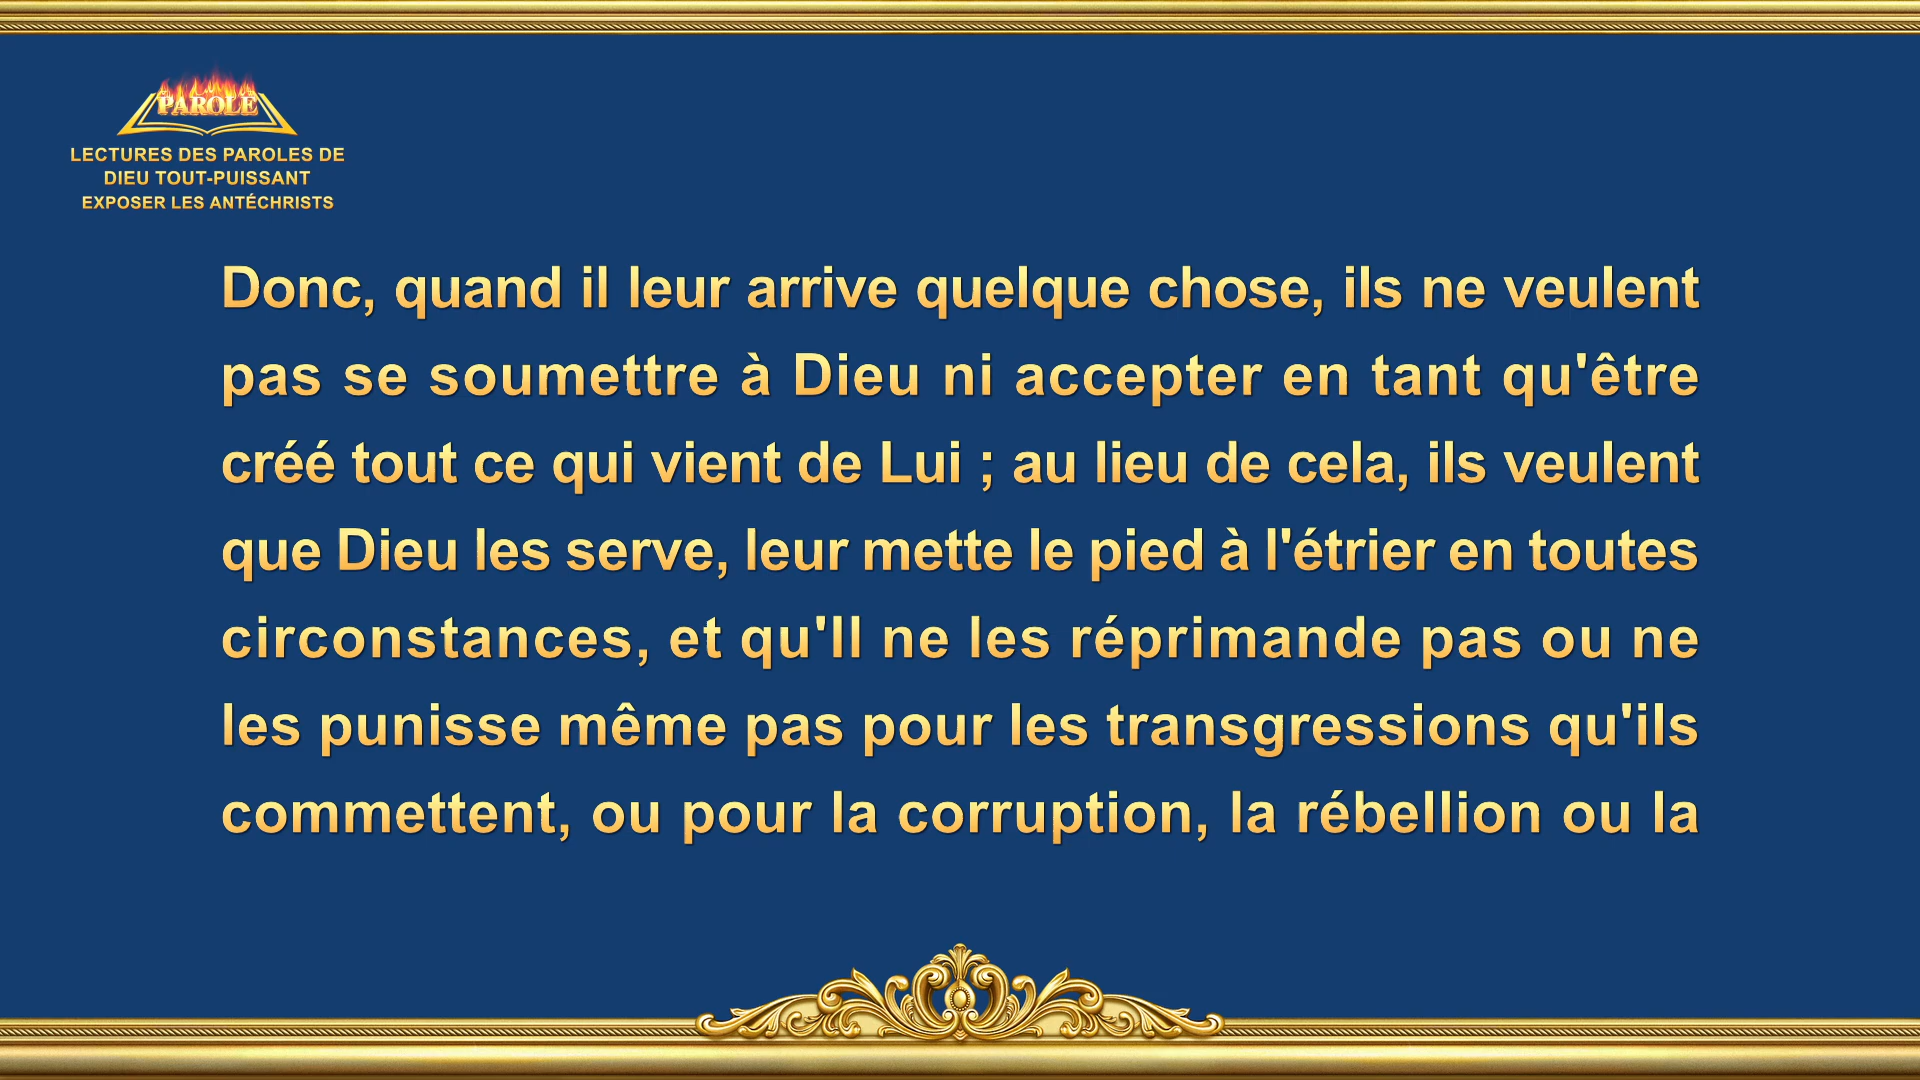 PAROLE
LECTURES DES PAROLES DE
DIEU TOUT-PUISSANT
EXPOSER LES ANTÉCHRISTS
Donc, quand il leur arrive quelque chose, ils ne veulent
pas se soumettre à Dieu ni accepter en tant qu'être
créé tout ce qui vient de Lui ; au lieu de cela, ils veulent
que Dieu les serve, leur mette le pied à l'étrier en toutes
circonstances, et qu'Il ne les réprimande pas ou ne
les punisse même pas pour les transgressions qu'ils
commettent, ou pour la corruption, la rébellion ou la